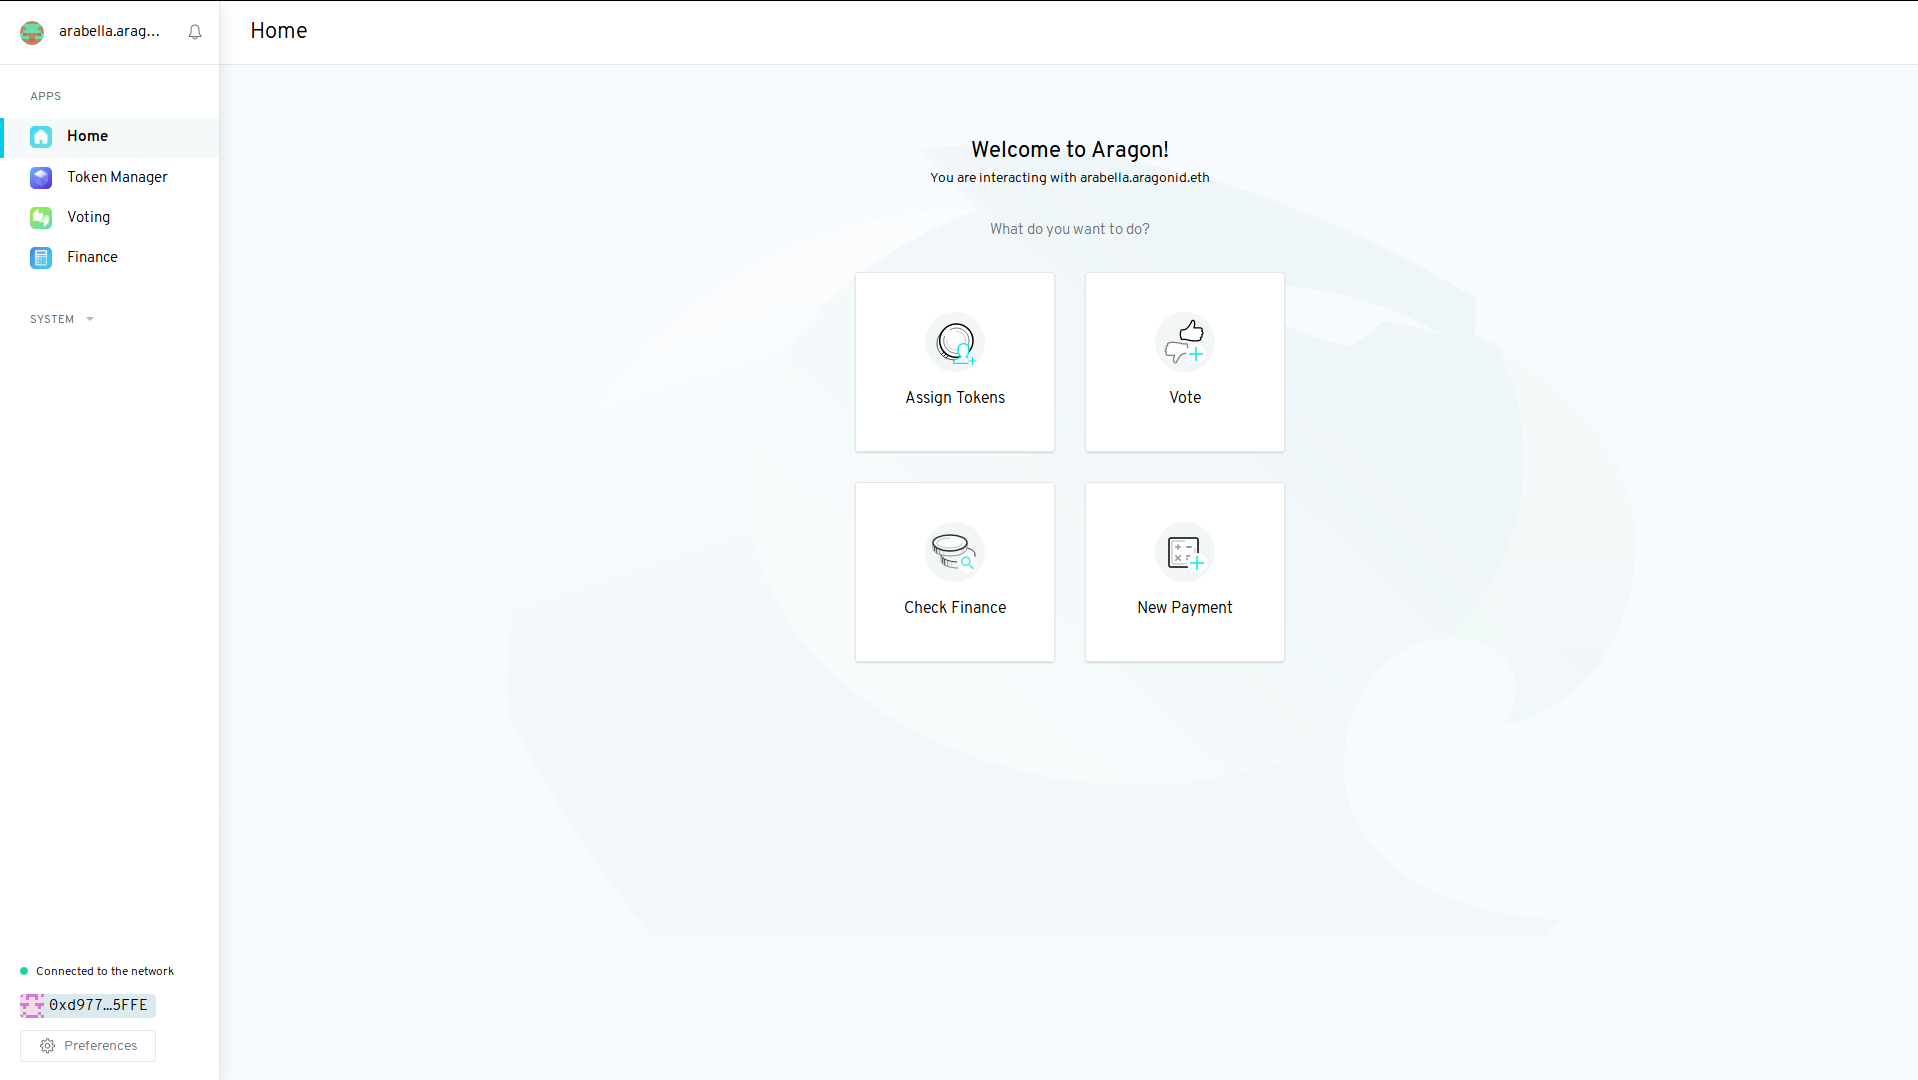 arabella.arag...
Home
APPS
Home
Token Manager
Voting
Finance
SYSTEM
Welcome to Aragon!
You are interacting with arabella.aragonid.eth
What do you want to do?
Assign Tokens
Vote
Check Finance
New Payment
Connected to the network
0xd977...5FFE
Preferences